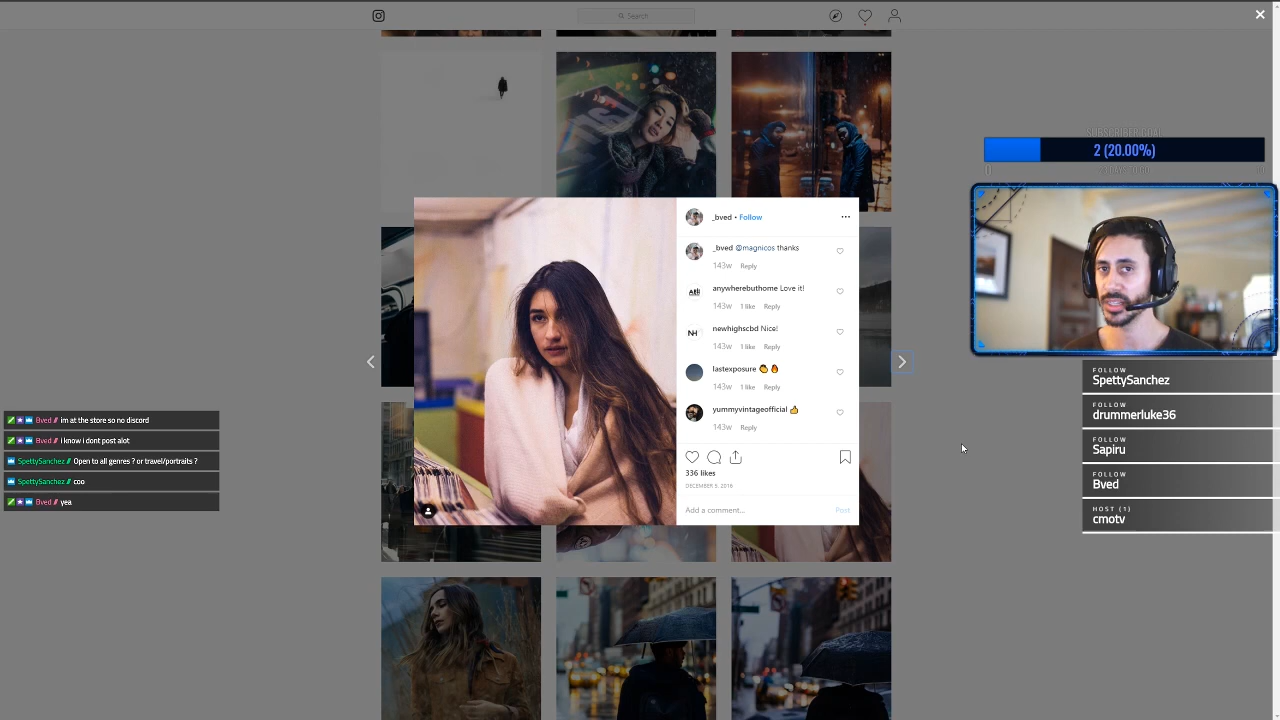 Search
SUBSCRIBER GOAL
2 (20.00%)
_bved • Follow
_bved @magnicos thanks
143w Reply
anywherebuthome Love it!
143w 1 like Reply
newhighscbd Nice!
143w 1 like Reply
lastexposure 👏 🔥
143w 1 like Reply
yummyvintageofficial 👍
143w Reply
336 likes
DECEMBER 5, 2016
Add a comment... Post
Bved // im at the store so no discord
Bved // i know i dont post alot
SpettySanchez // Open to all genres ? or travel/portraits ?
SpettySanchez // coo
Bved // yea
FOLLOW
SpettySanchez
FOLLOW
drummerluke36
FOLLOW
Sapiru
FOLLOW
Bved
HOST (1)
cmotv